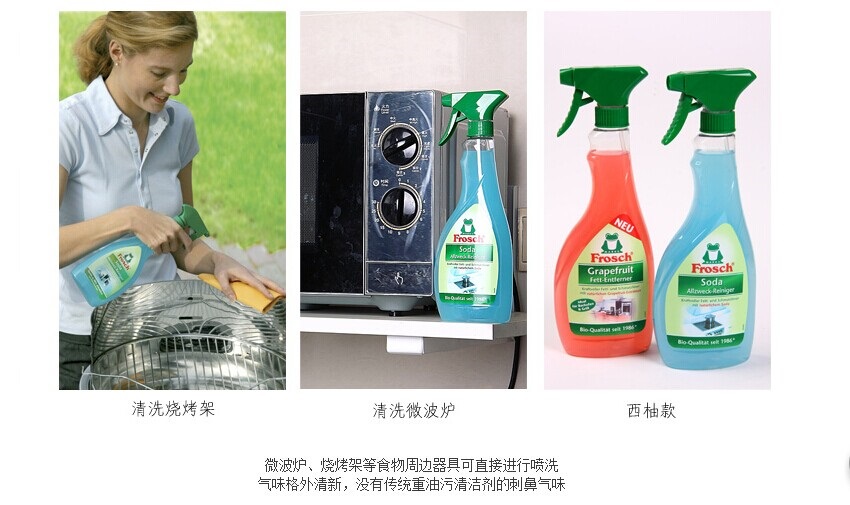 Frosch
Soda
Allzweck-Reiniger
Bio-Qualität seit 1986
NEU
Frosch
Grapefruit
Fett-Entferner
Bio-Qualität seit 1986
Frosch
Soda
Allzweck-Reiniger
Bio-Qualität seit 1986
清洗烧烤架
清洗微波炉
西柚款
微波炉、烧烤架等食物周边器具可直接进行喷洗
气味格外清新，没有传统重油污清洁剂的刺鼻气味